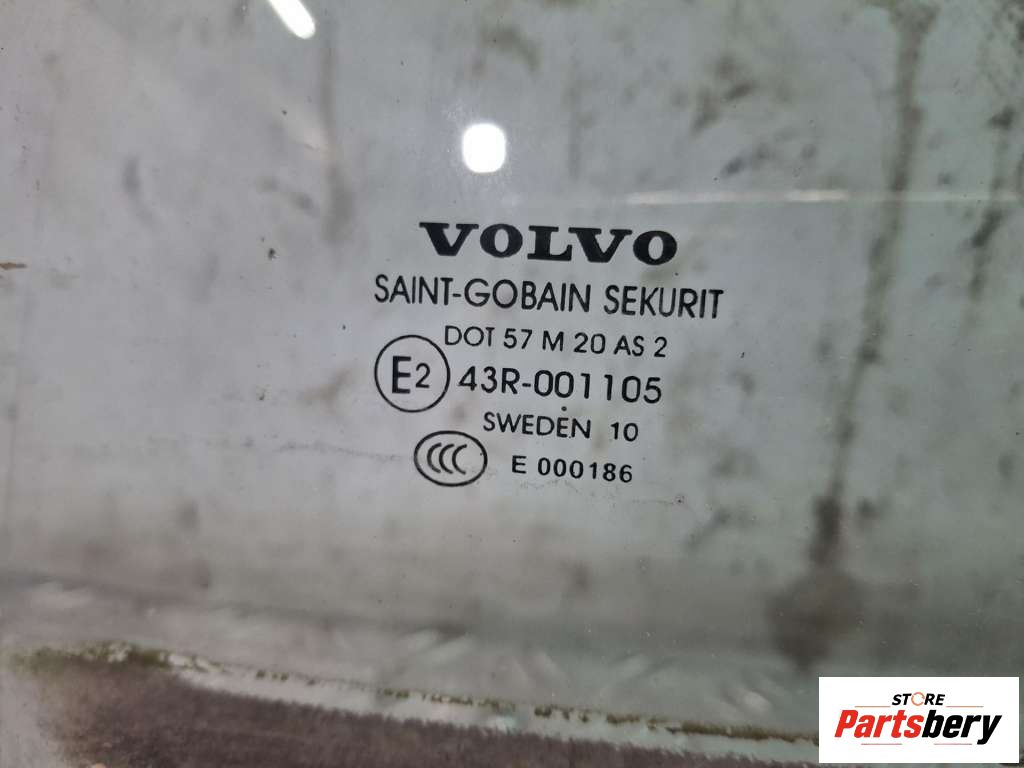 VOLVO
SAINT-GOBAIN SEKURIT
DOT 57 M 20 AS 2
E2 43R-001105
SWEDEN 10
CCC E 000186
STORE
Partsbery